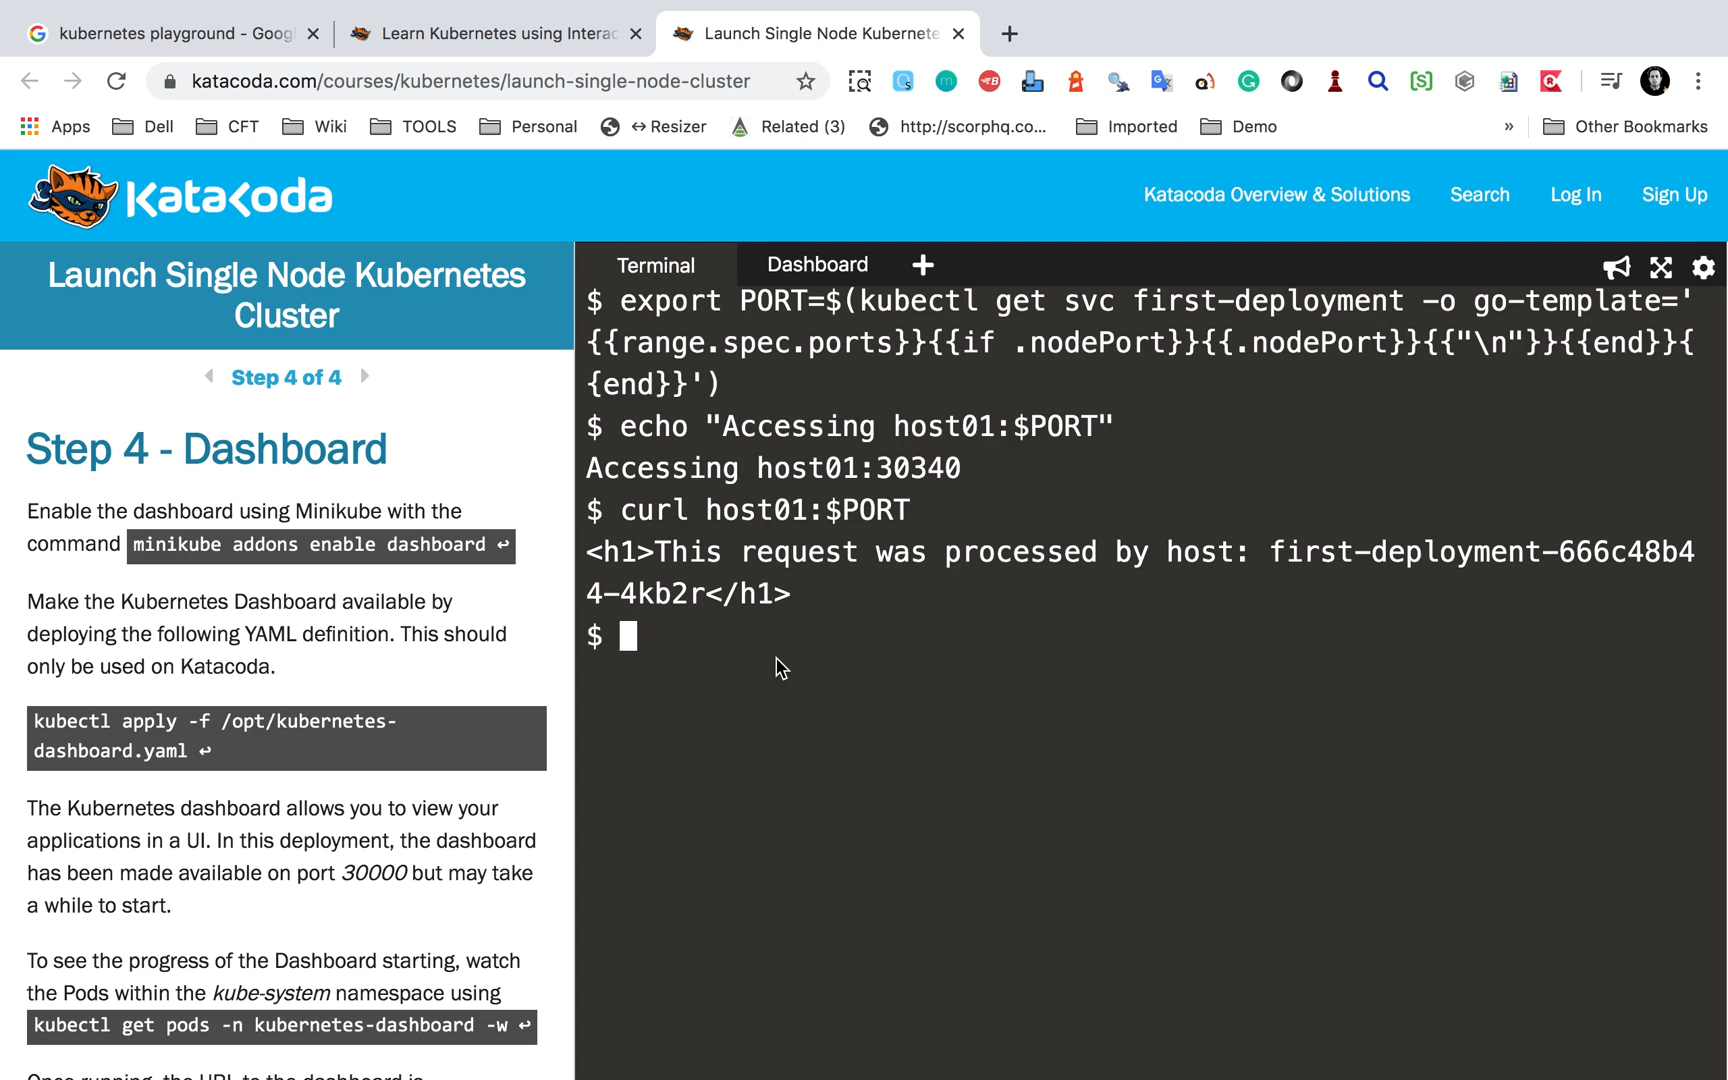 kubernetes playground - Goog
Learn Kubernetes using Interac
Launch Single Node Kubernete
katacoda.com/courses/kubernetes/launch-single-node-cluster
Apps
Dell
CFT
Wiki
TOOLS
Personal
↔Resizer
Related (3)
http://scorphq.co...
Imported
Demo
»
Other Bookmarks
Katacoda
Katacoda Overview & Solutions
Search
Log In
Sign Up
Launch Single Node Kubernetes
Cluster
Step 4 of 4
Step 4 - Dashboard
Enable the dashboard using Minikube with the
command minikube addons enable dashboard ↩
Make the Kubernetes Dashboard available by
deploying the following YAML definition. This should
only be used on Katacoda.
kubectl apply -f /opt/kubernetes-
dashboard.yaml ↩
The Kubernetes dashboard allows you to view your
applications in a UI. In this deployment, the dashboard
has been made available on port 30000 but may take
a while to start.
To see the progress of the Dashboard starting, watch
the Pods within the kube-system namespace using
kubectl get pods -n kubernetes-dashboard -w ↩
Once running, the URL to the dashboard is
Terminal
Dashboard
$ export PORT=$(kubectl get svc first-deployment -o go-template='
{{range.spec.ports}}{{if .nodePort}}{{.nodePort}}{{"\n"}}{{end}}{
{end}}')
$ echo "Accessing host01:$PORT"
Accessing host01:30340
$ curl host01:$PORT
<h1>This request was processed by host: first-deployment-666c48b4
4-4kb2r</h1>
$